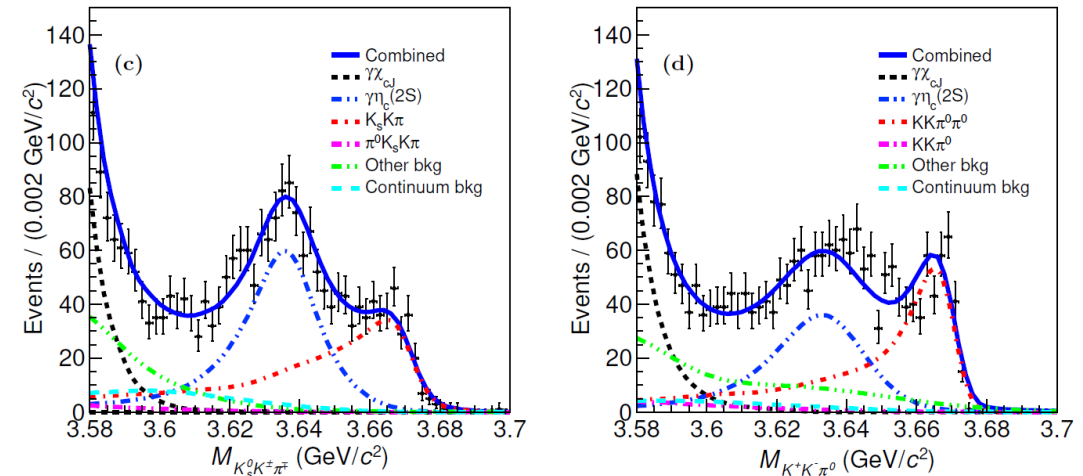 Events / (0.002 GeV/c²)
140
120
100
80
60
40
20
0
(c)
Combined
γχcJ
γηc(2S)
KsKπ
π⁰KsKπ
Other bkg
Continuum bkg
3.58 3.6 3.62 3.64 3.66 3.68 3.7
M K⁰sK±π∓ (GeV/c²)
Events / (0.002 GeV/c²)
140
120
100
80
60
40
20
0
(d)
Combined
γχcJ
γηc(2S)
KKπ⁰π⁰
KKπ⁰
Other bkg
Continuum bkg
3.58 3.6 3.62 3.64 3.66 3.68 3.7
M K⁺K⁻π⁰ (GeV/c²)